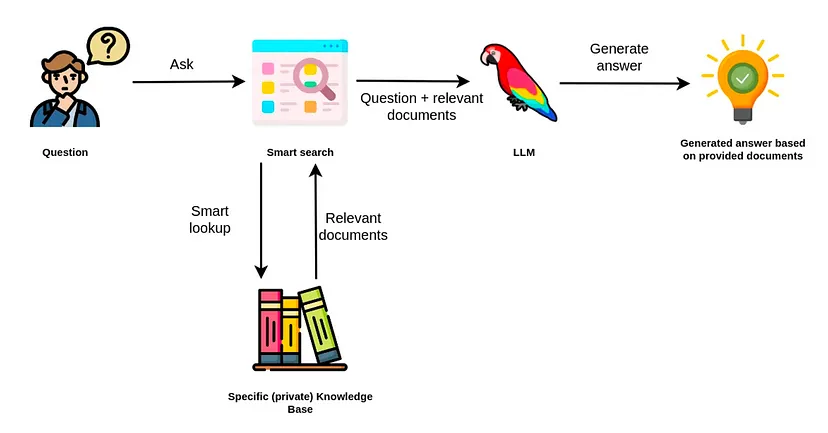 ?
Ask
Generate
answer
Question + relevant
documents
Question
Smart search
LLM
Generated answer based
on provided documents
Smart
lookup
Relevant
documents
Specific (private) Knowledge
Base